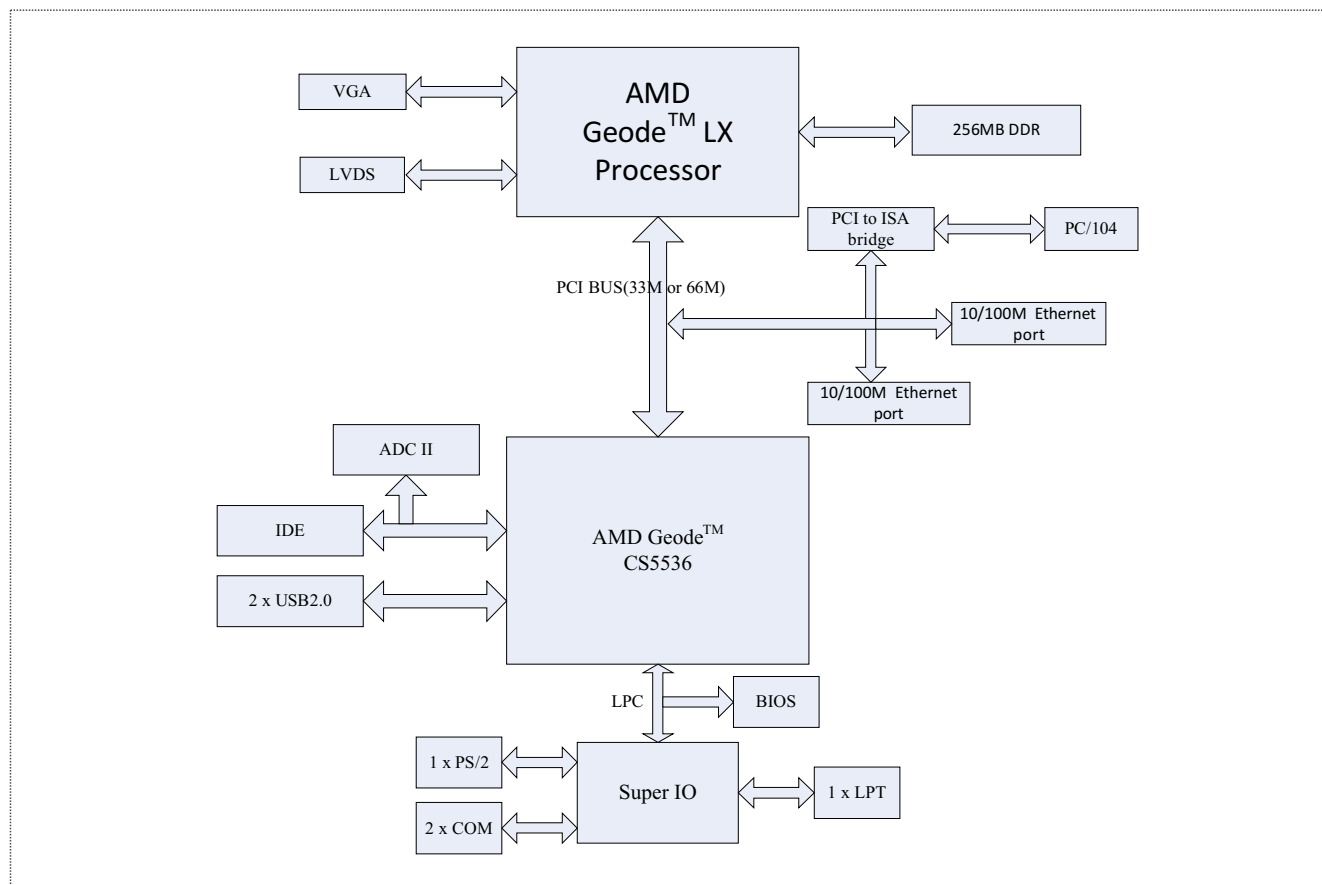 AMD
Geode™ LX
Processor
VGA
LVDS
256MB DDR
PCI to ISA
bridge
PC/104
PCI BUS(33M or 66M)
10/100M Ethernet
port
10/100M Ethernet
port
ADC II
IDE
2 x USB2.0
AMD Geode™
CS5536
LPC
BIOS
1 x PS/2
2 x COM
Super IO
1 x LPT